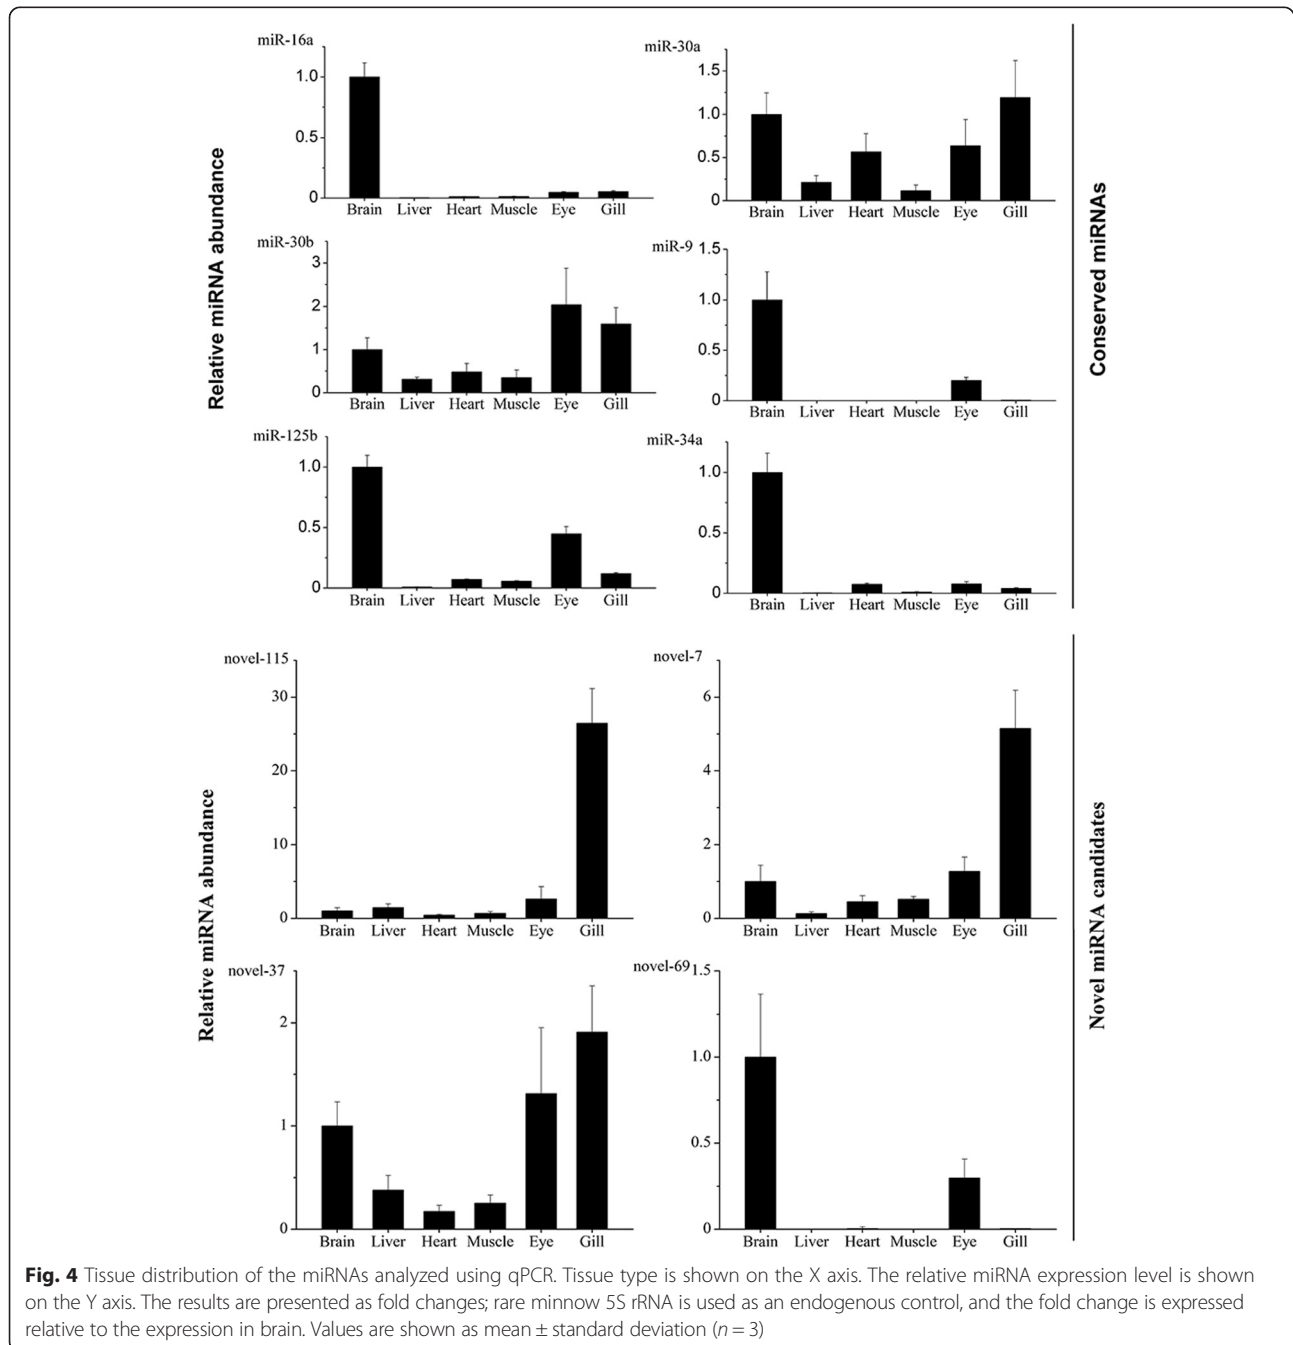 miR-16a
1.0
0.5
0
Brain Liver Heart Muscle Eye Gill
miR-30a
1.5
1.0
0.5
0
Brain Liver Heart Muscle Eye Gill
miR-30b
3
2
1
0
Brain Liver Heart Muscle Eye Gill
miR-9
1.5
1.0
0.5
0
Brain Liver Heart Muscle Eye Gill
miR-125b
1.0
0.5
0
Brain Liver Heart Muscle Eye Gill
miR-34a
1.0
0.5
0
Brain Liver Heart Muscle Eye Gill
Relative miRNA abundance
Conserved miRNAs
novel-115
30
20
10
0
Brain Liver Heart Muscle Eye Gill
novel-7
6
4
2
0
Brain Liver Heart Muscle Eye Gill
novel-37
2
1
0
Brain Liver Heart Muscle Eye Gill
novel-69
1.5
1.0
0.5
0
Brain Liver Heart Muscle Eye Gill
Relative miRNA abundance
Novel miRNA candidates
Fig. 4 Tissue distribution of the miRNAs analyzed using qPCR. Tissue type is shown on the X axis. The relative miRNA expression level is shown
on the Y axis. The results are presented as fold changes; rare minnow 5S rRNA is used as an endogenous control, and the fold change is expressed
relative to the expression in brain. Values are shown as mean ± standard deviation (n = 3)